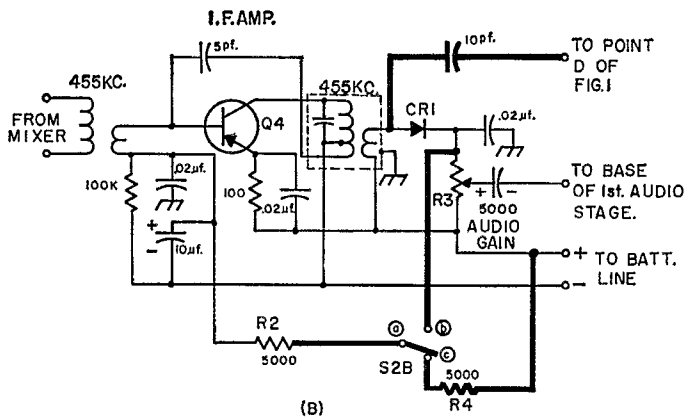 I.F. AMP.
5pf.
10pf.
TO POINT
D OF
FIG.1
455KC.
455KC.
FROM
MIXER
Q4
CR1
.02µf.
100K
.02µf.
100
.02µf.
R3
+ -
5000
AUDIO
GAIN
TO BASE
OF 1st. AUDIO
STAGE.
+
-
10µf.
+
-
TO BATT.
LINE
R2
5000
a
b
c
S2B
5000
R4
(B)